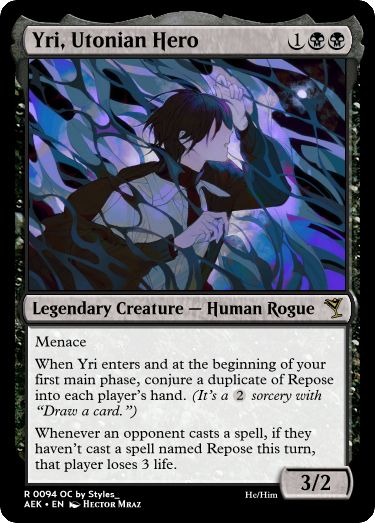 Yri, Utonian Hero 1
Legendary Creature — Human Rogue
Menace
When Yri enters and at the beginning of your
first main phase, conjure a duplicate of Repose
into each player's hand. (It's a 2 sorcery with
“Draw a card.”)
Whenever an opponent casts a spell, if they
haven't cast a spell named Repose this turn,
that player loses 3 life.
3/2
R 0094 OC by Styles_
He/Him
AEK • EN Hector Mraz